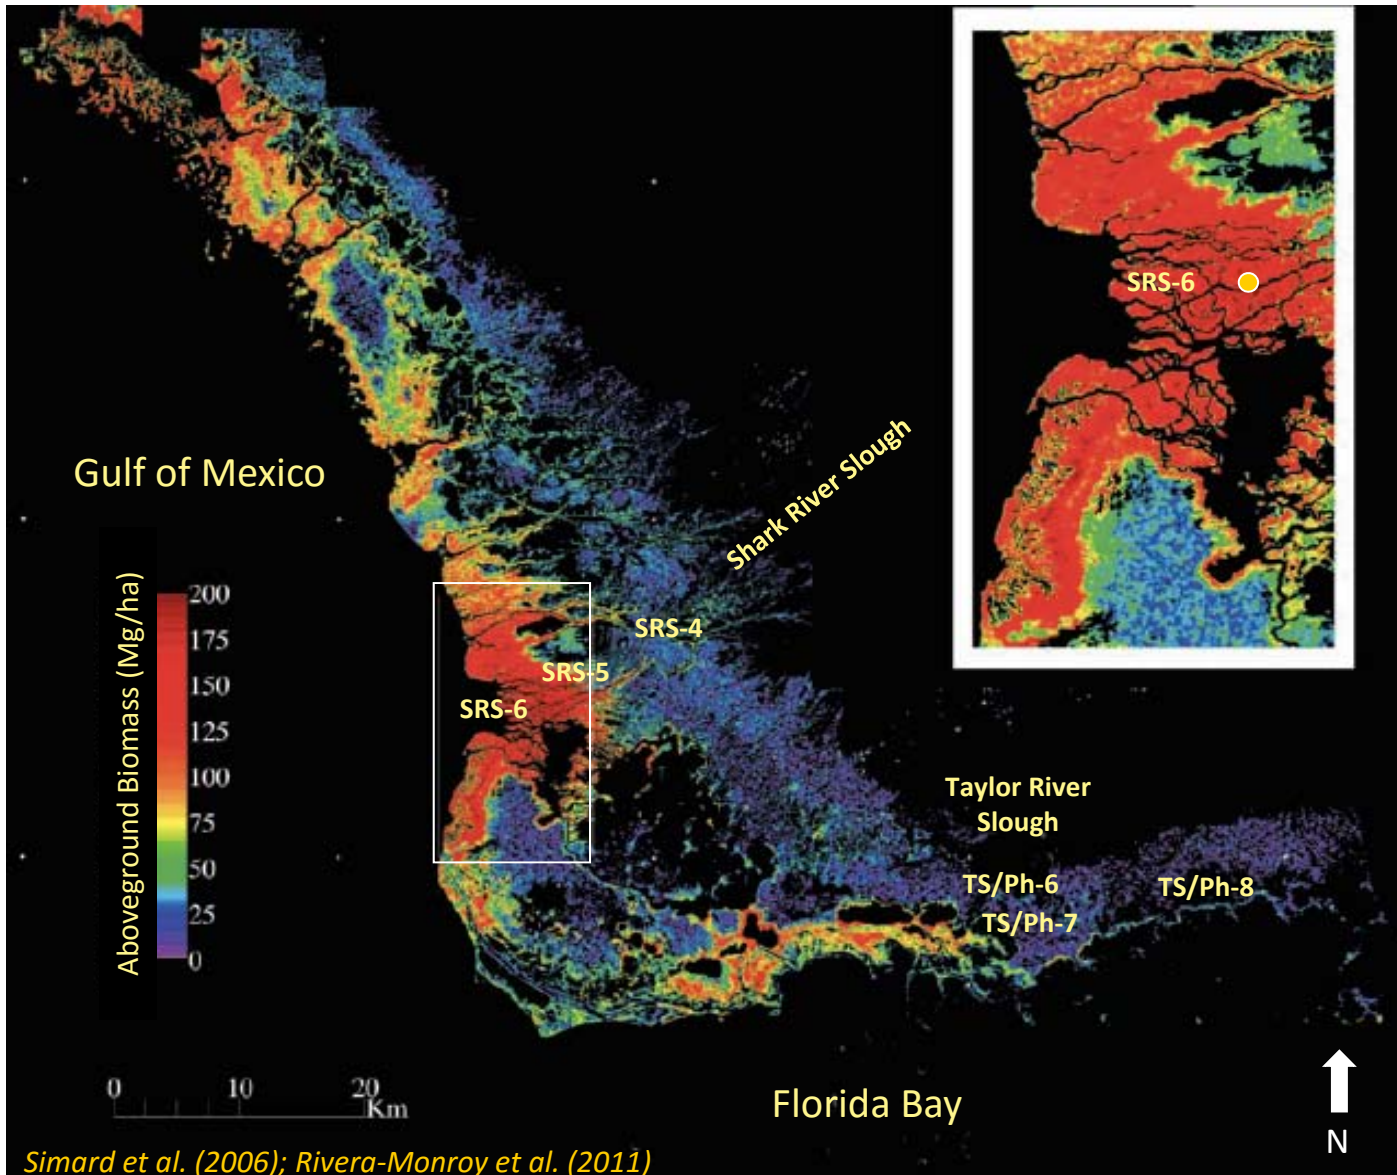 SRS-6
Gulf of Mexico
Shark River Slough
Aboveground Biomass (Mg/ha)
200
175
150
125
100
75
50
25
0
SRS-4
SRS-5
SRS-6
Taylor River
Slough
TS/Ph-6
TS/Ph-7
TS/Ph-8
0 10 20
Km
Florida Bay
N
Simard et al. (2006); Rivera-Monroy et al. (2011)